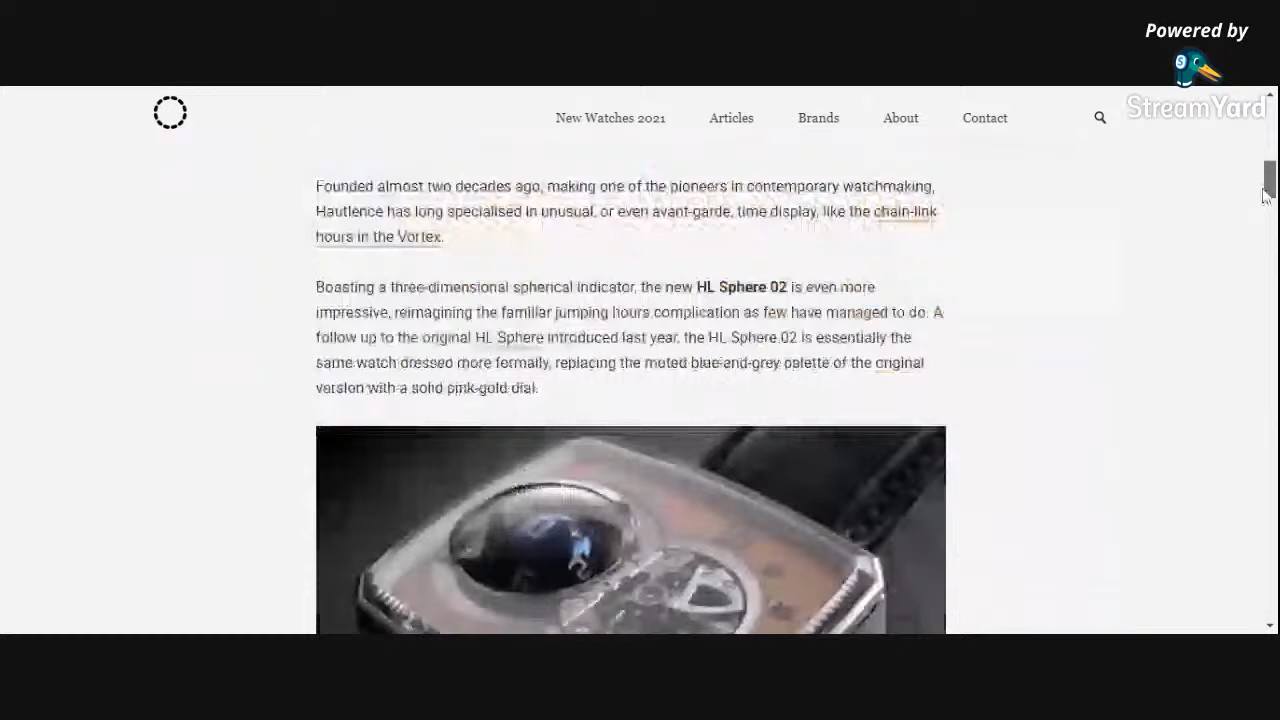 Powered by
StreamYard
New Watches 2021 Articles Brands About Contact
Founded almost two decades ago, making one of the pioneers in contemporary watchmaking,
Hautlence has long specialised in unusual, or even avant-garde, time display, like the chain-link
hours in the Vortex.
Boasting a three-dimensional spherical indicator, the new HL Sphere 02 is even more
impressive, reimagining the familiar jumping hours complication as few have managed to do. A
follow up to the original HL Sphere introduced last year, the HL Sphere 02 is essentially the
same watch dressed more formally, replacing the muted blue-and-grey palette of the original
version with a solid pink-gold dial.